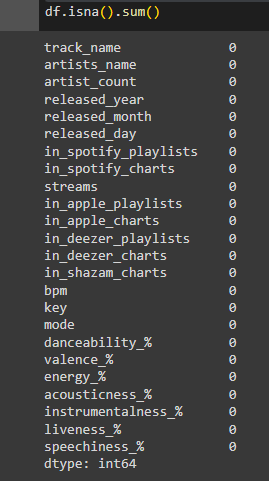 df.isna().sum()
track_name 0
artists_name 0
artist_count 0
released_year 0
released_month 0
released_day 0
in_spotify_playlists 0
in_spotify_charts 0
streams 0
in_apple_playlists 0
in_apple_charts 0
in_deezer_playlists 0
in_deezer_charts 0
in_shazam_charts 0
bpm 0
key 0
mode 0
danceability_% 0
valence_% 0
energy_% 0
acousticness_% 0
instrumentalness_% 0
liveness_% 0
speechiness_% 0
dtype: int64